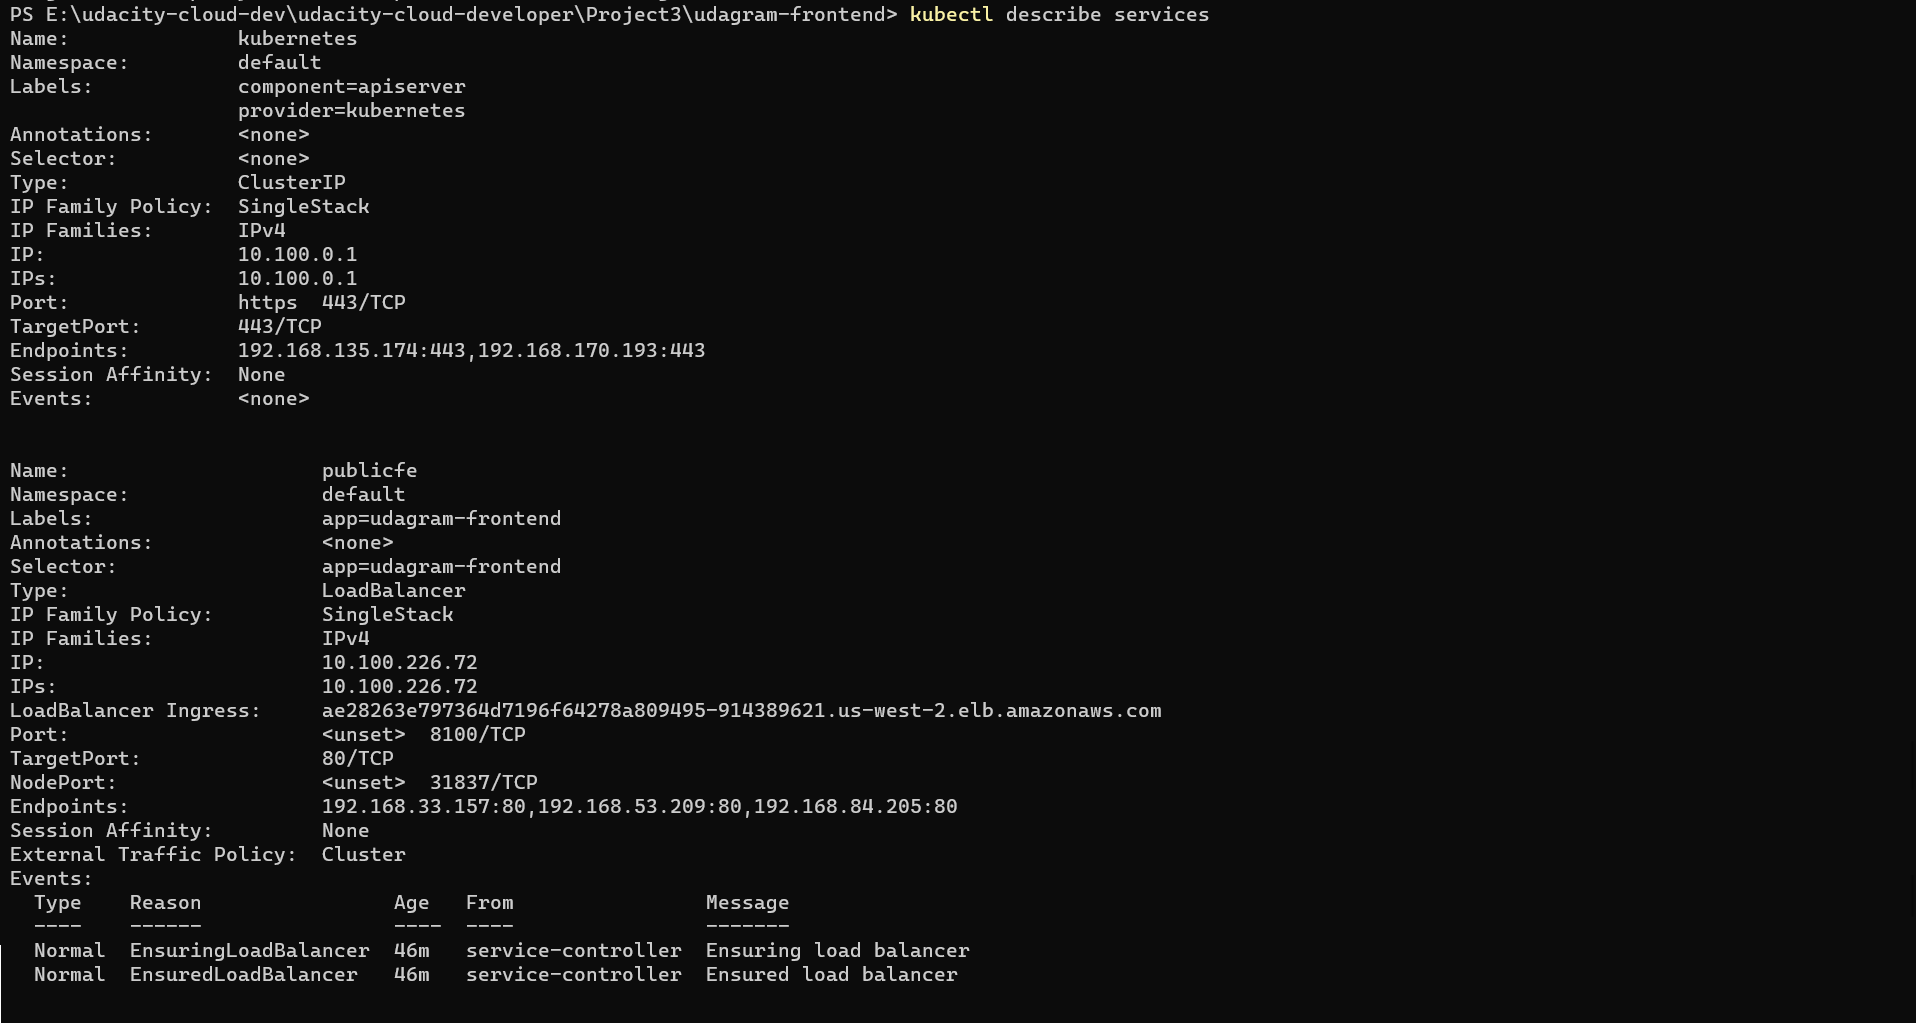 PS E:\udacity-cloud-dev\udacity-cloud-developer\Project3\udagram-frontend> kubectl describe services
Name:              kubernetes
Namespace:         default
Labels:            component=apiserver
                   provider=kubernetes
Annotations:       <none>
Selector:          <none>
Type:              ClusterIP
IP Family Policy:  SingleStack
IP Families:       IPv4
IP:                10.100.0.1
IPs:               10.100.0.1
Port:              https  443/TCP
TargetPort:        443/TCP
Endpoints:         192.168.135.174:443,192.168.170.193:443
Session Affinity:  None
Events:            <none>
Name:                     publicfe
Namespace:                default
Labels:                   app=udagram-frontend
Annotations:              <none>
Selector:                 app=udagram-frontend
Type:                     LoadBalancer
IP Family Policy:         SingleStack
IP Families:              IPv4
IP:                       10.100.226.72
IPs:                      10.100.226.72
LoadBalancer Ingress:     ae28263e797364d7196f64278a809495-914389621.us-west-2.elb.amazonaws.com
Port:                     <unset>  8100/TCP
TargetPort:               80/TCP
NodePort:                 <unset>  31837/TCP
Endpoints:                192.168.33.157:80,192.168.53.209:80,192.168.84.205:80
Session Affinity:         None
External Traffic Policy:  Cluster
Events:
  Type    Reason                Age   From                Message
  ----    ------                ----  ----                -------
  Normal  EnsuringLoadBalancer  46m   service-controller  Ensuring load balancer
  Normal  EnsuredLoadBalancer   46m   service-controller  Ensured load balancer